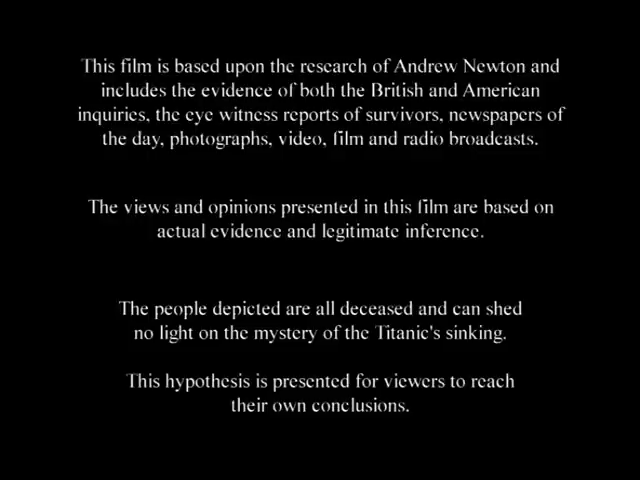 This film is based upon the research of Andrew Newton and
includes the evidence of both the British and American
inquiries, the eye witness reports of survivors, newspapers of
the day, photographs, video, film and radio broadcasts.
The views and opinions presented in this film are based on
actual evidence and legitimate inference.
The people depicted are all deceased and can shed
no light on the mystery of the Titanic's sinking.
This hypothesis is presented for viewers to reach
their own conclusions.